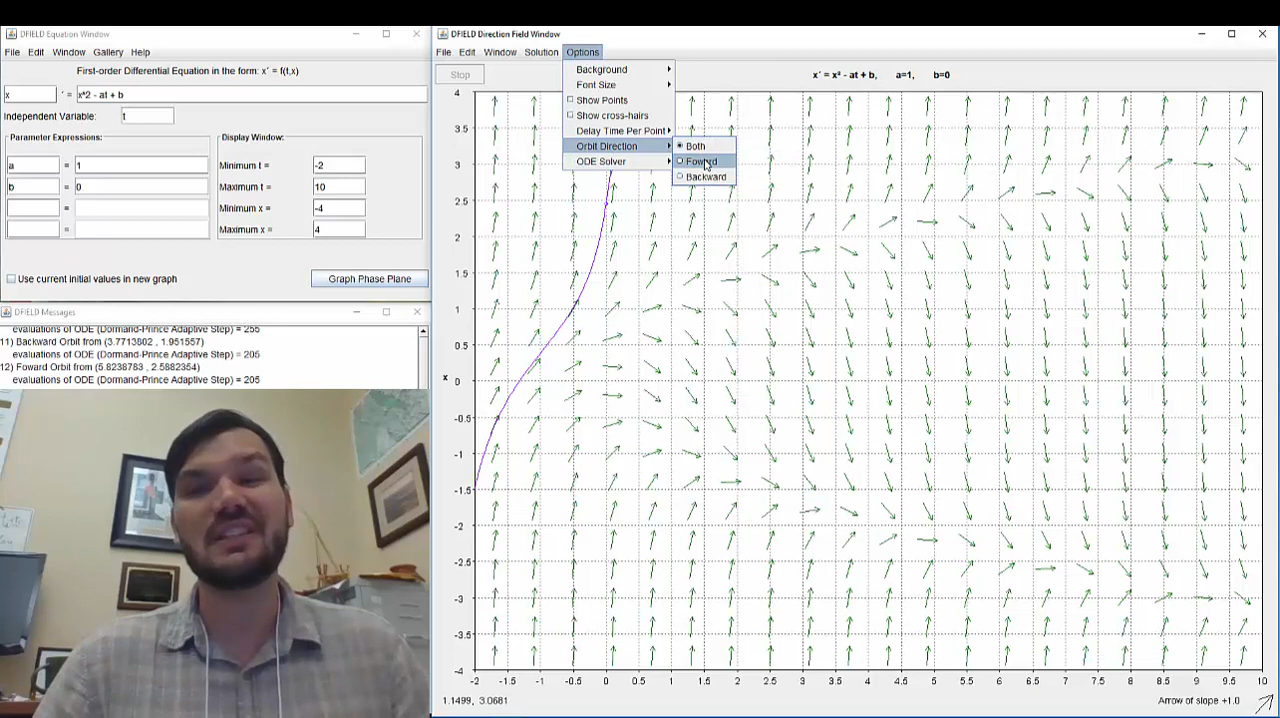 DFIELD Equation Window
File Edit Window Gallery Help
First-order Differential Equation in the form: x´ = f(t,x)
x ´ = x^2 - at + b
Independent Variable: t
Parameter Expressions:
a = 1
b = 0
=
=
Display Window:
Minimum t = -2
Maximum t = 10
Minimum x = -4
Maximum x = 4
Use current initial values in new graph
Graph Phase Plane
DFIELD Messages
evaluations of ODE (Dormand-Prince Adaptive Step) = 255
11) Backward Orbit from (3.7713802 , 1.951557)
evaluations of ODE (Dormand-Prince Adaptive Step) = 205
12) Foward Orbit from (5.8238783 , 2.5882354)
evaluations of ODE (Dormand-Prince Adaptive Step) = 205
DFIELD Direction Field Window
File Edit Window Solution Options
Stop
Background
Font Size
Show Points
Show cross-hairs
Delay Time Per Point
Orbit Direction
ODE Solver
Both
Foward
Backward
x´ = x² - at + b, a=1, b=0
4
3.5
3
2.5
2
1.5
1
0.5
x 0
-0.5
-1
-1.5
-2
-2.5
-3
-3.5
-4
-2 -1.5 -1 -0.5 0 0.5 1 1.5 2 2.5 3 3.5 4 4.5 5 5.5 6 6.5 7 7.5 8 8.5 9 9.5 10
1.1499, 3.0681
Arrow of slope +1.0